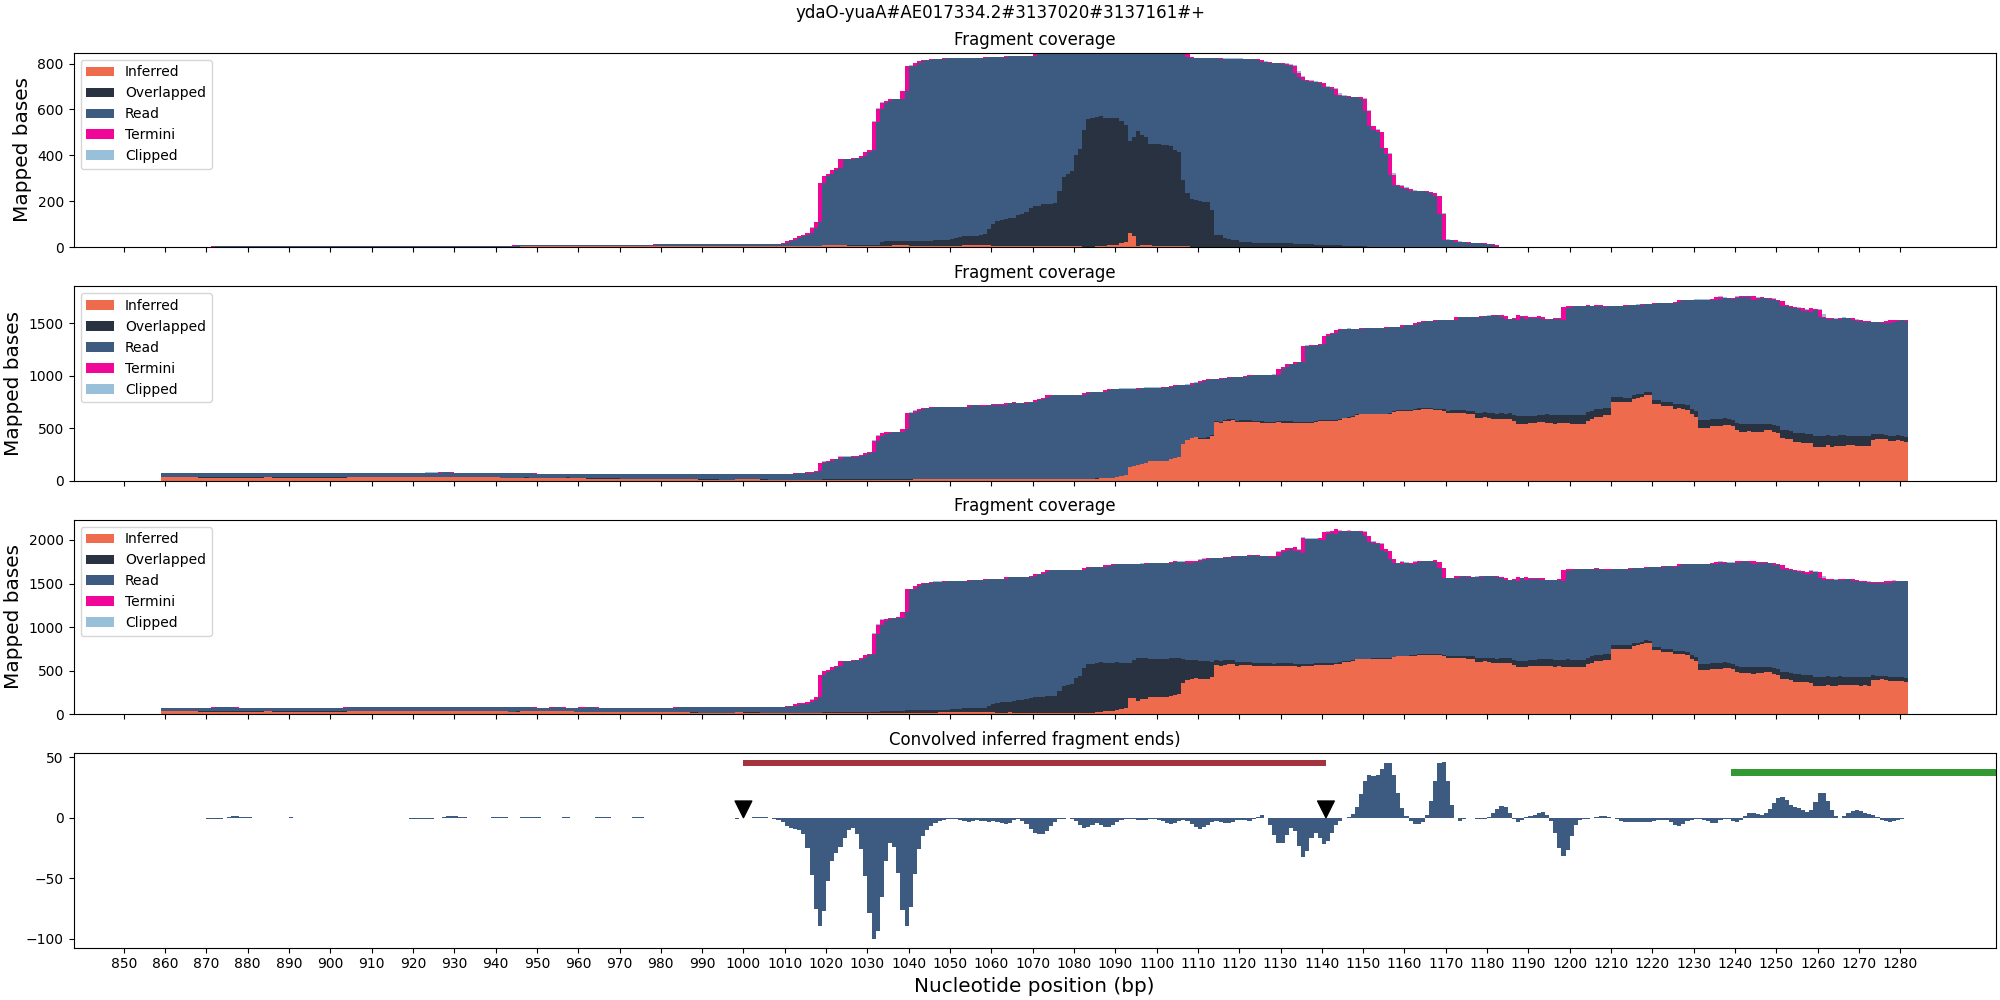 ydaO-yuaA#AE017334.2#3137020#3137161#+
Fragment coverage
Mapped bases
800
600
400
200
0
Inferred
Overlapped
Read
Termini
Clipped
Fragment coverage
Mapped bases
1500
1000
500
0
Inferred
Overlapped
Read
Termini
Clipped
Fragment coverage
Mapped bases
2000
1500
1000
500
0
Inferred
Overlapped
Read
Termini
Clipped
Convolved inferred fragment ends)
50
0
−50
−100
850 860 870 880 890 900 910 920 930 940 950 960 970 980 990 1000 1010 1020 1030 1040 1050 1060 1070 1080 1090 1100 1110 1120 1130 1140 1150 1160 1170 1180 1190 1200 1210 1220 1230 1240 1250 1260 1270 1280
Nucleotide position (bp)